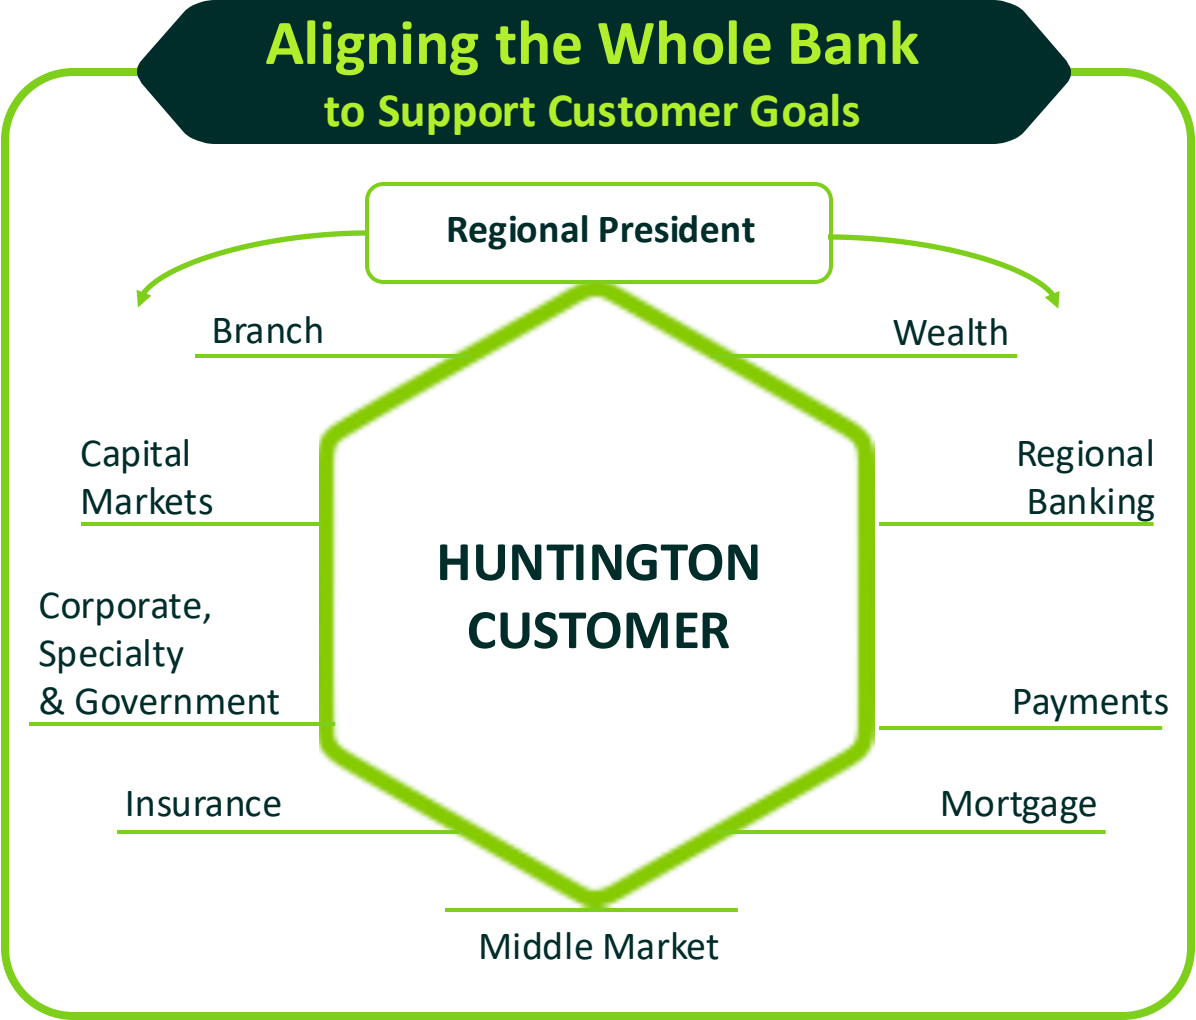 Aligning the Whole Bank
to Support Customer Goals
Regional President
Branch
Wealth
Capital
Markets
Regional
Banking
HUNTINGTON
CUSTOMER
Corporate,
Specialty
& Government
Payments
Insurance
Mortgage
Middle Market